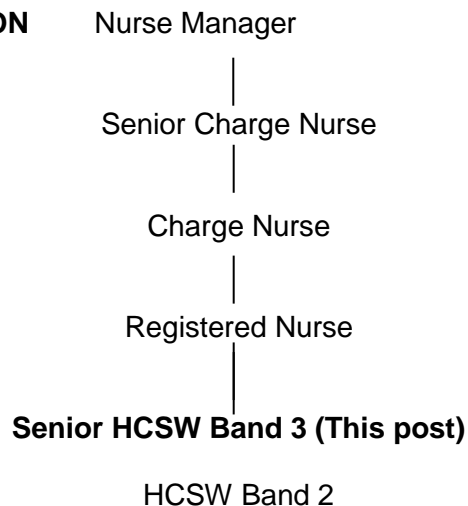 ON Nurse Manager
Senior Charge Nurse
Charge Nurse
Registered Nurse
Senior HCSW Band 3 (This post)
HCSW Band 2